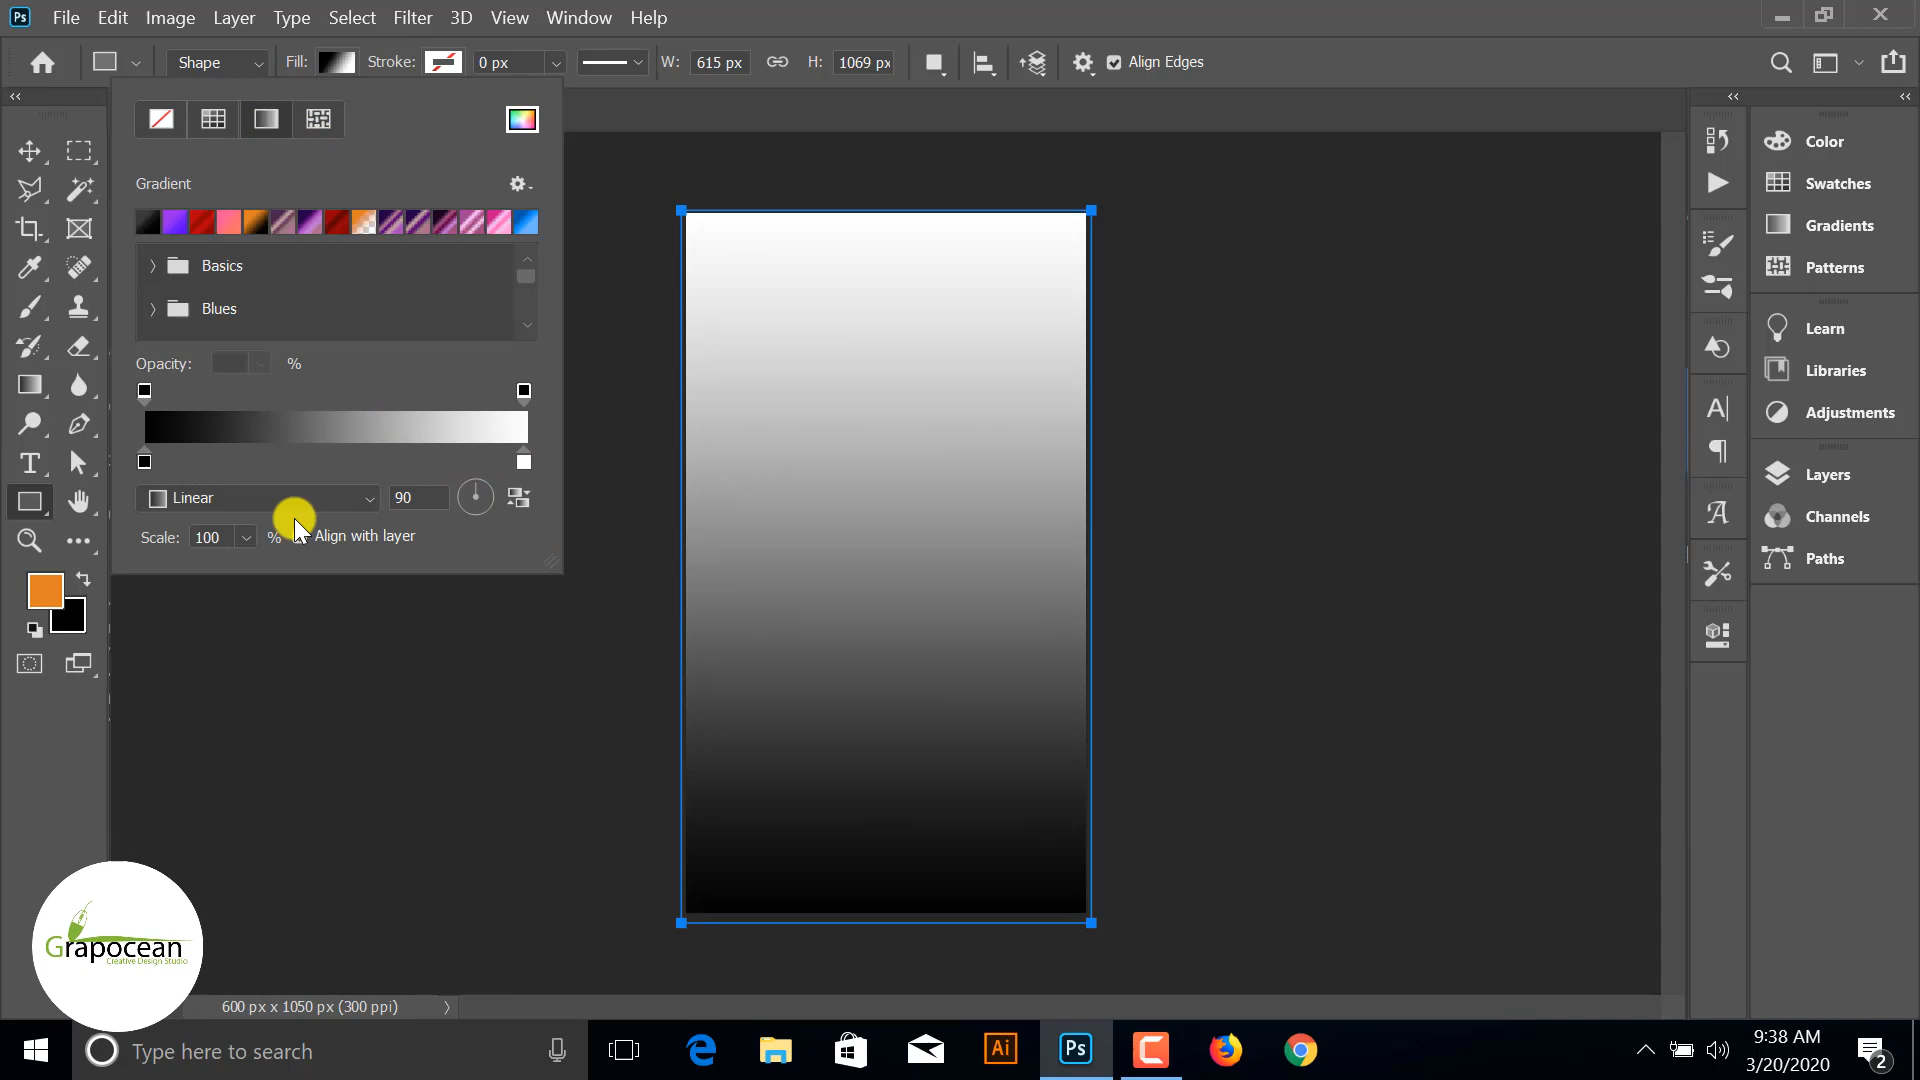 Ps File Edit Image Layer Type Select Filter 3D View Window Help
Shape Fill: Stroke: 0 px W: 615 px H: 1069 px Align Edges
Gradient
Basics
Blues
Opacity: %
Linear 90
Scale: 100 % Align with layer
Color
Swatches
Gradients
Patterns
Learn
Libraries
Adjustments
Layers
Channels
Paths
Grapocean
Creative Design Studio
600 px x 1050 px (300 ppi)
Type here to search
Ai
Ps
9:38 AM
3/20/2020
2